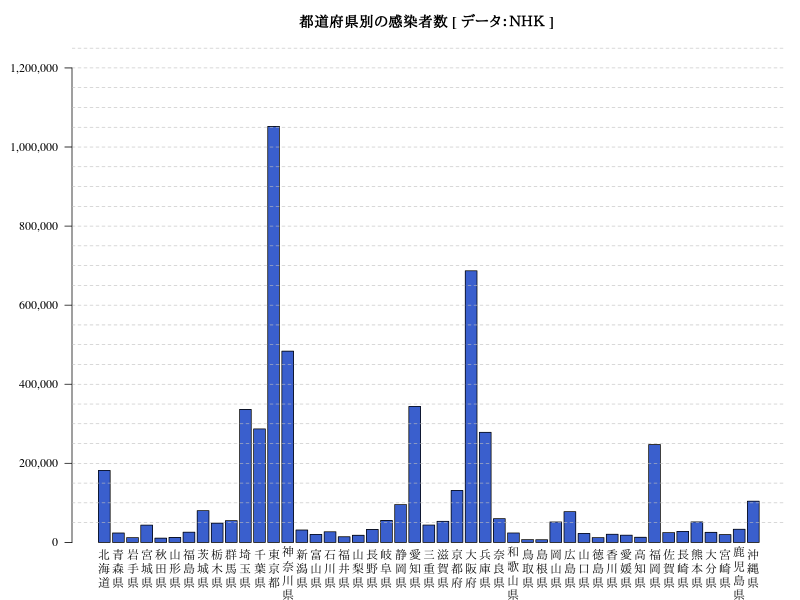 都道府県別の感染者数 [ データ：NHK ]
1,200,000
1,000,000
800,000
600,000
400,000
200,000
0
北海道
青森県
岩手県
宮城県
秋田県
山形県
福島県
茨城県
栃木県
群馬県
埼玉県
千葉県
東京都
神奈川県
新潟県
富山県
石川県
福井県
山梨県
長野県
岐阜県
静岡県
愛知県
三重県
滋賀県
京都府
大阪府
兵庫県
奈良県
和歌山県
鳥取県
島根県
岡山県
広島県
山口県
徳島県
香川県
愛媛県
高知県
福岡県
佐賀県
長崎県
熊本県
大分県
宮崎県
鹿児島県
沖縄県